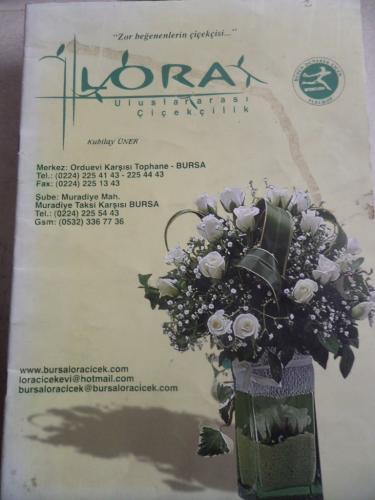 "Zor beğenenlerin çiçekçisi..."
LORA
Uluslararası
Çiçekçilik
Kubilay ÜNER
Merkez: Orduevi Karşısı Tophane - BURSA
Tel.: (0224) 225 41 43 - 225 44 43
Fax: (0224) 225 13 43
Şube: Muradiye Mah.
Muradiye Taksi Karşısı BURSA
Tel.: (0224) 225 54 43
Gsm: (0532) 336 77 36
www.bursaloracicek.com
loracicekevi@hotmail.com
bursaloracicek@bursaloracicek.com